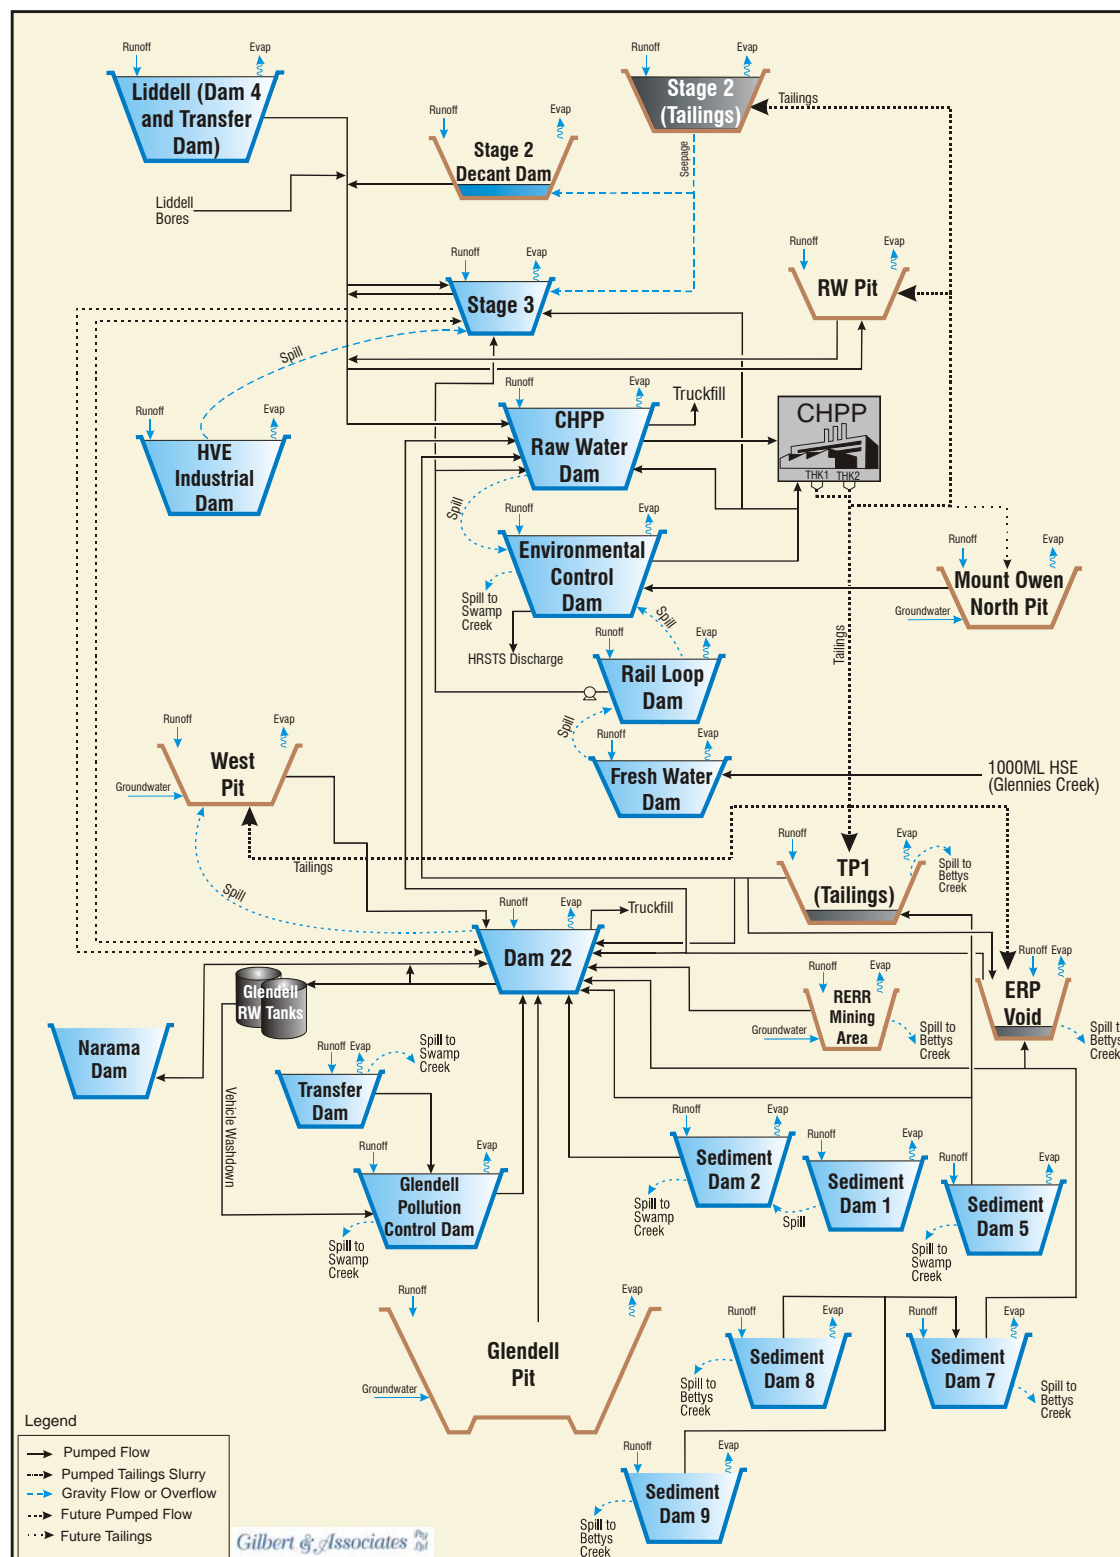 Runoff
Evap
Liddell (Dam 4
and Transfer
Dam)
Runoff
Evap
Stage 2
(Tailings)
Tailings
Runoff
Evap
Stage 2
Decant Dam
Seepage
Liddell
Bores
Runoff
Evap
Stage 3
Runoff
Evap
RW Pit
Spill
Runoff
Evap
HVE
Industrial
Dam
Runoff
Evap
CHPP
Raw Water
Dam
Truckfill
CHPP
THK1
THK2
Spill
Runoff
Evap
Environmental
Control
Dam
Spill to
Swamp
Creek
HRSTS Discharge
Runoff
Evap
Mount Owen
North Pit
Groundwater
Spill
Tailings
Runoff
Evap
Rail Loop
Dam
Spill
Runoff
Evap
Fresh Water
Dam
1000ML HSE
(Glennies Creek)
Runoff
Evap
West
Pit
Groundwater
Tailings
Spill
Runoff
Evap
TP1
(Tailings)
Spill to
Bettys
Creek
Runoff
Evap
Truckfill
Dam 22
Glendell
RW Tanks
Runoff
Evap
RERR
Mining
Area
Groundwater
Spill to
Bettys
Creek
Runoff
Evap
ERP
Void
Spill to
Bettys
Creek
Narama
Dam
Runoff
Evap
Transfer
Dam
Spill to
Swamp
Creek
Vehicle Washdown
Runoff
Evap
Glendell
Pollution
Control Dam
Spill to
Swamp
Creek
Runoff
Evap
Sediment
Dam 2
Spill to
Swamp
Creek
Spill
Runoff
Evap
Sediment
Dam 1
Runoff
Evap
Sediment
Dam 5
Spill to
Swamp
Creek
Runoff
Evap
Glendell
Pit
Groundwater
Runoff
Evap
Sediment
Dam 8
Spill to
Bettys
Creek
Runoff
Evap
Sediment
Dam 7
Spill to
Bettys
Creek
Runoff
Evap
Sediment
Dam 9
Spill to
Bettys
Creek
Legend
Pumped Flow
Pumped Tailings Slurry
Gravity Flow or Overflow
Future Pumped Flow
Future Tailings
Gilbert & Associates Pty Ltd